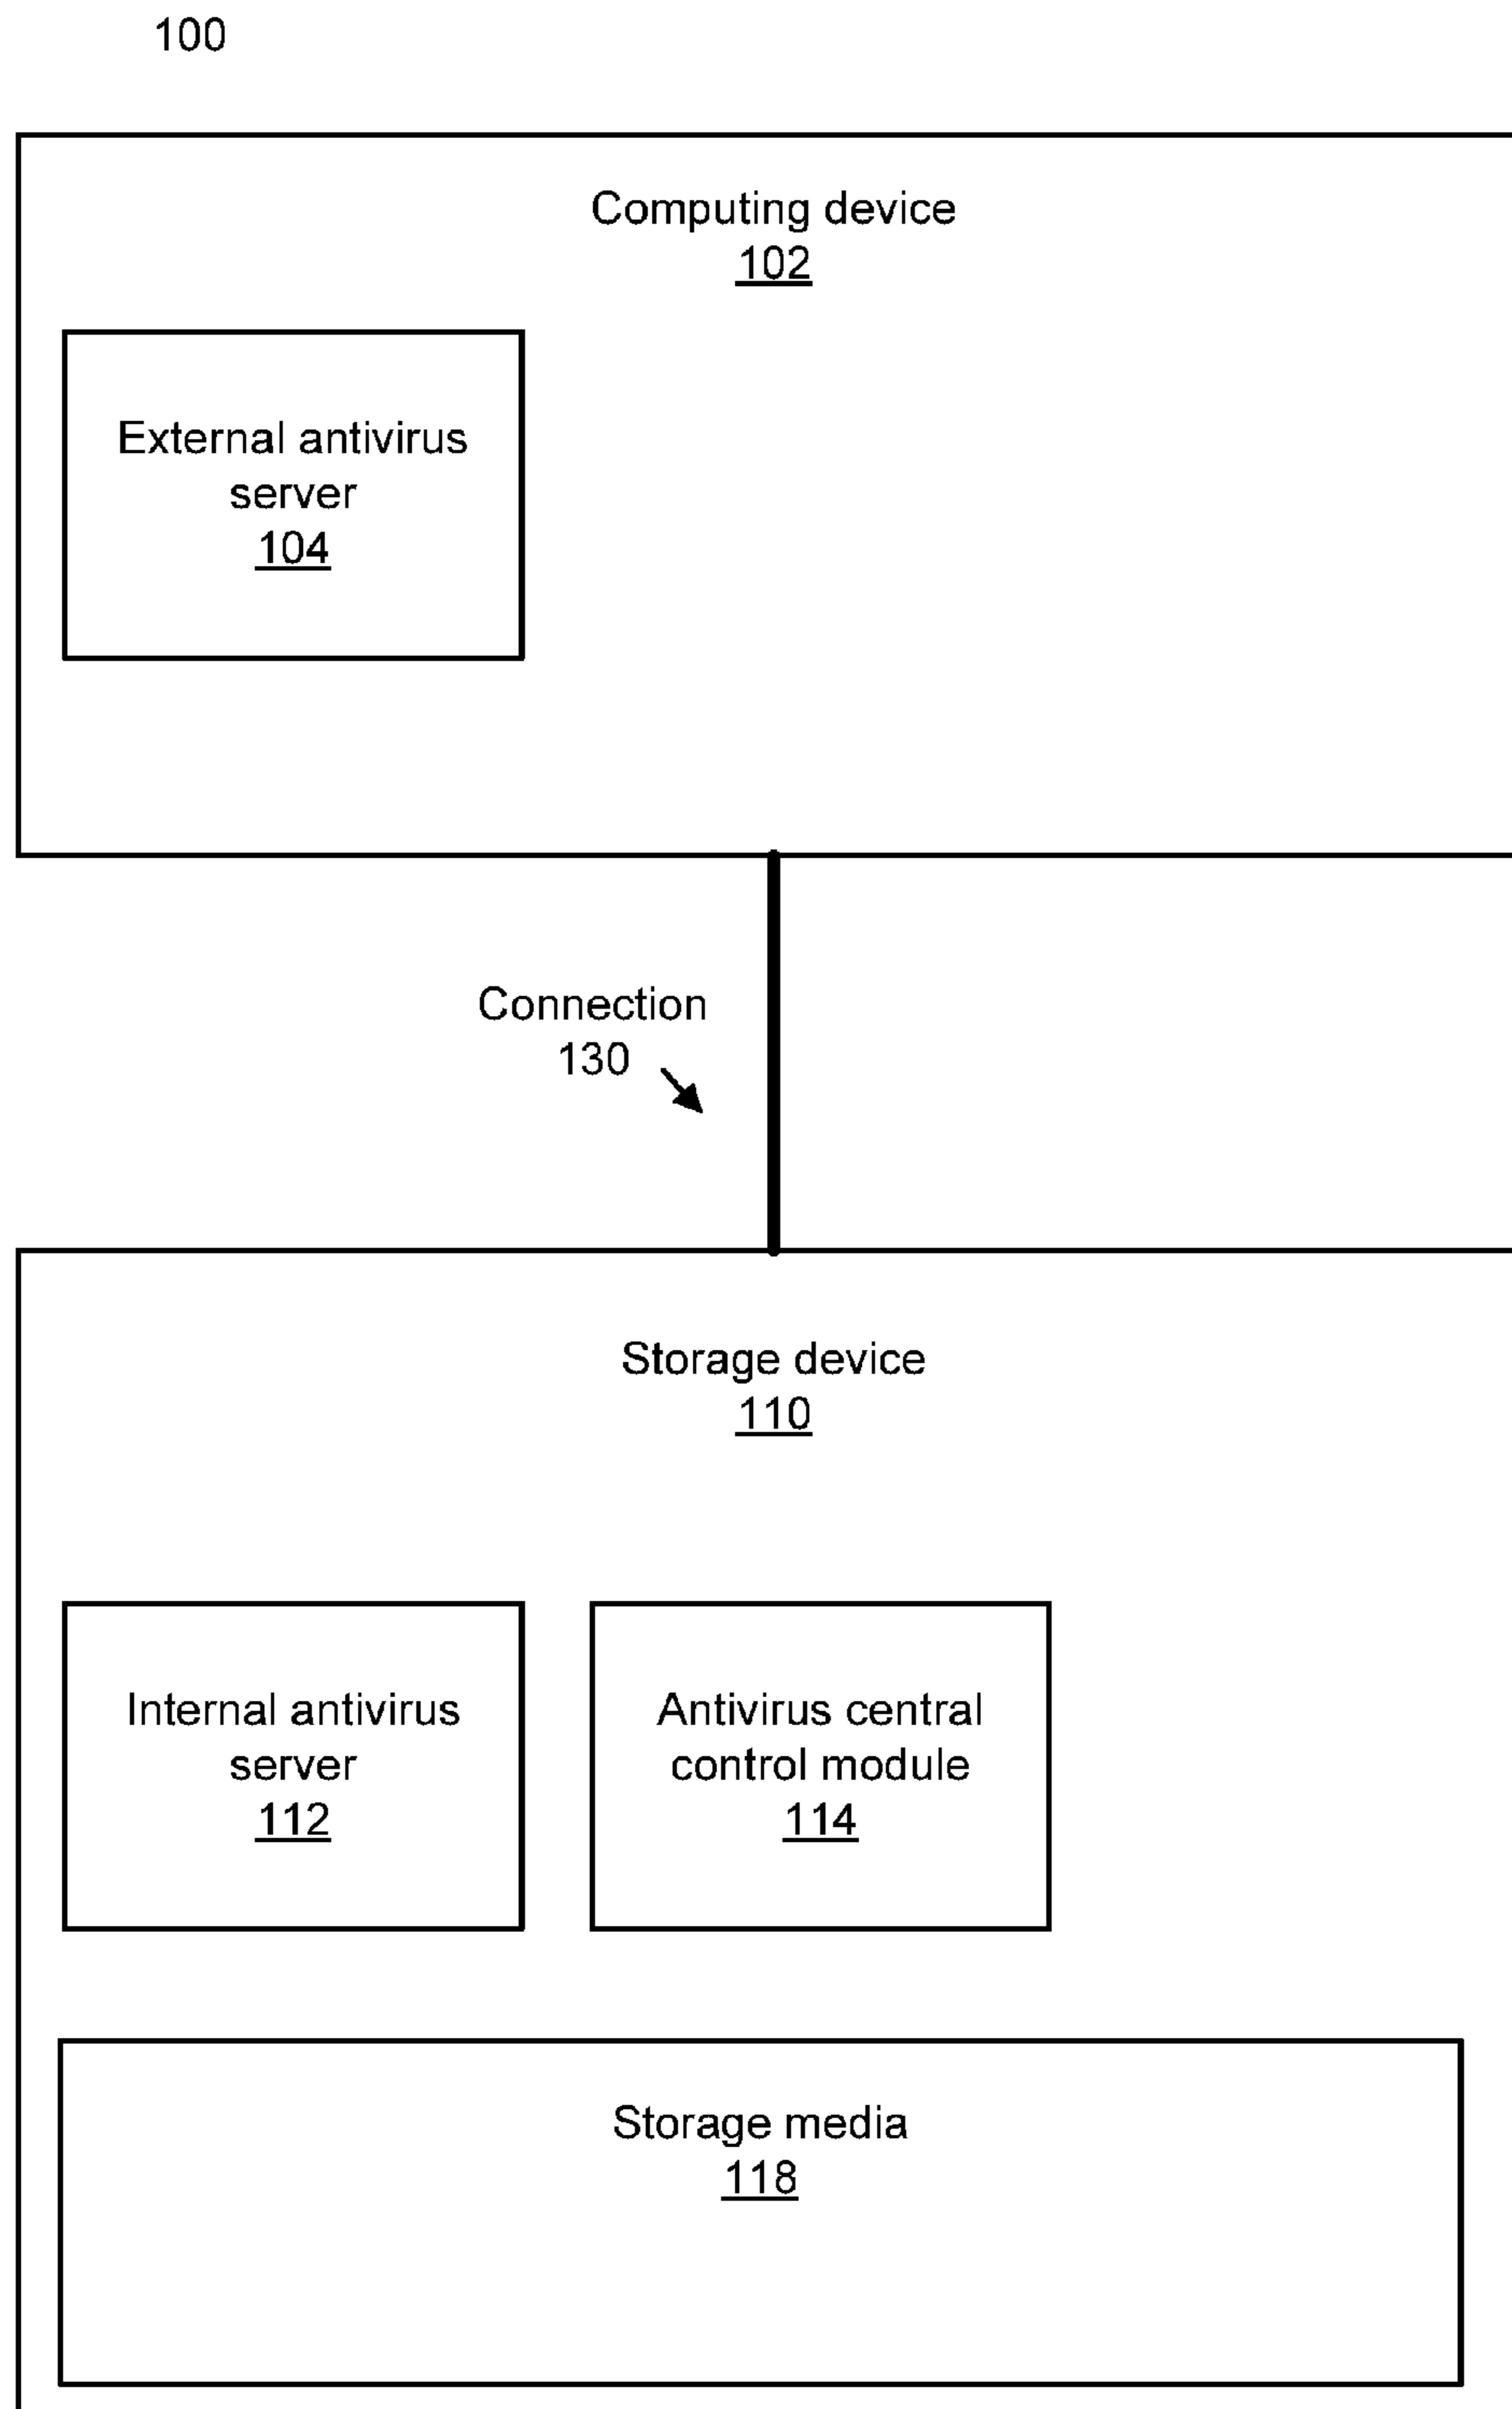 100
Computing device
102
External antivirus
server
104
Connection
130
Storage device
110
Internal antivirus
server
112
Antivirus central
control module
114
Storage media
118